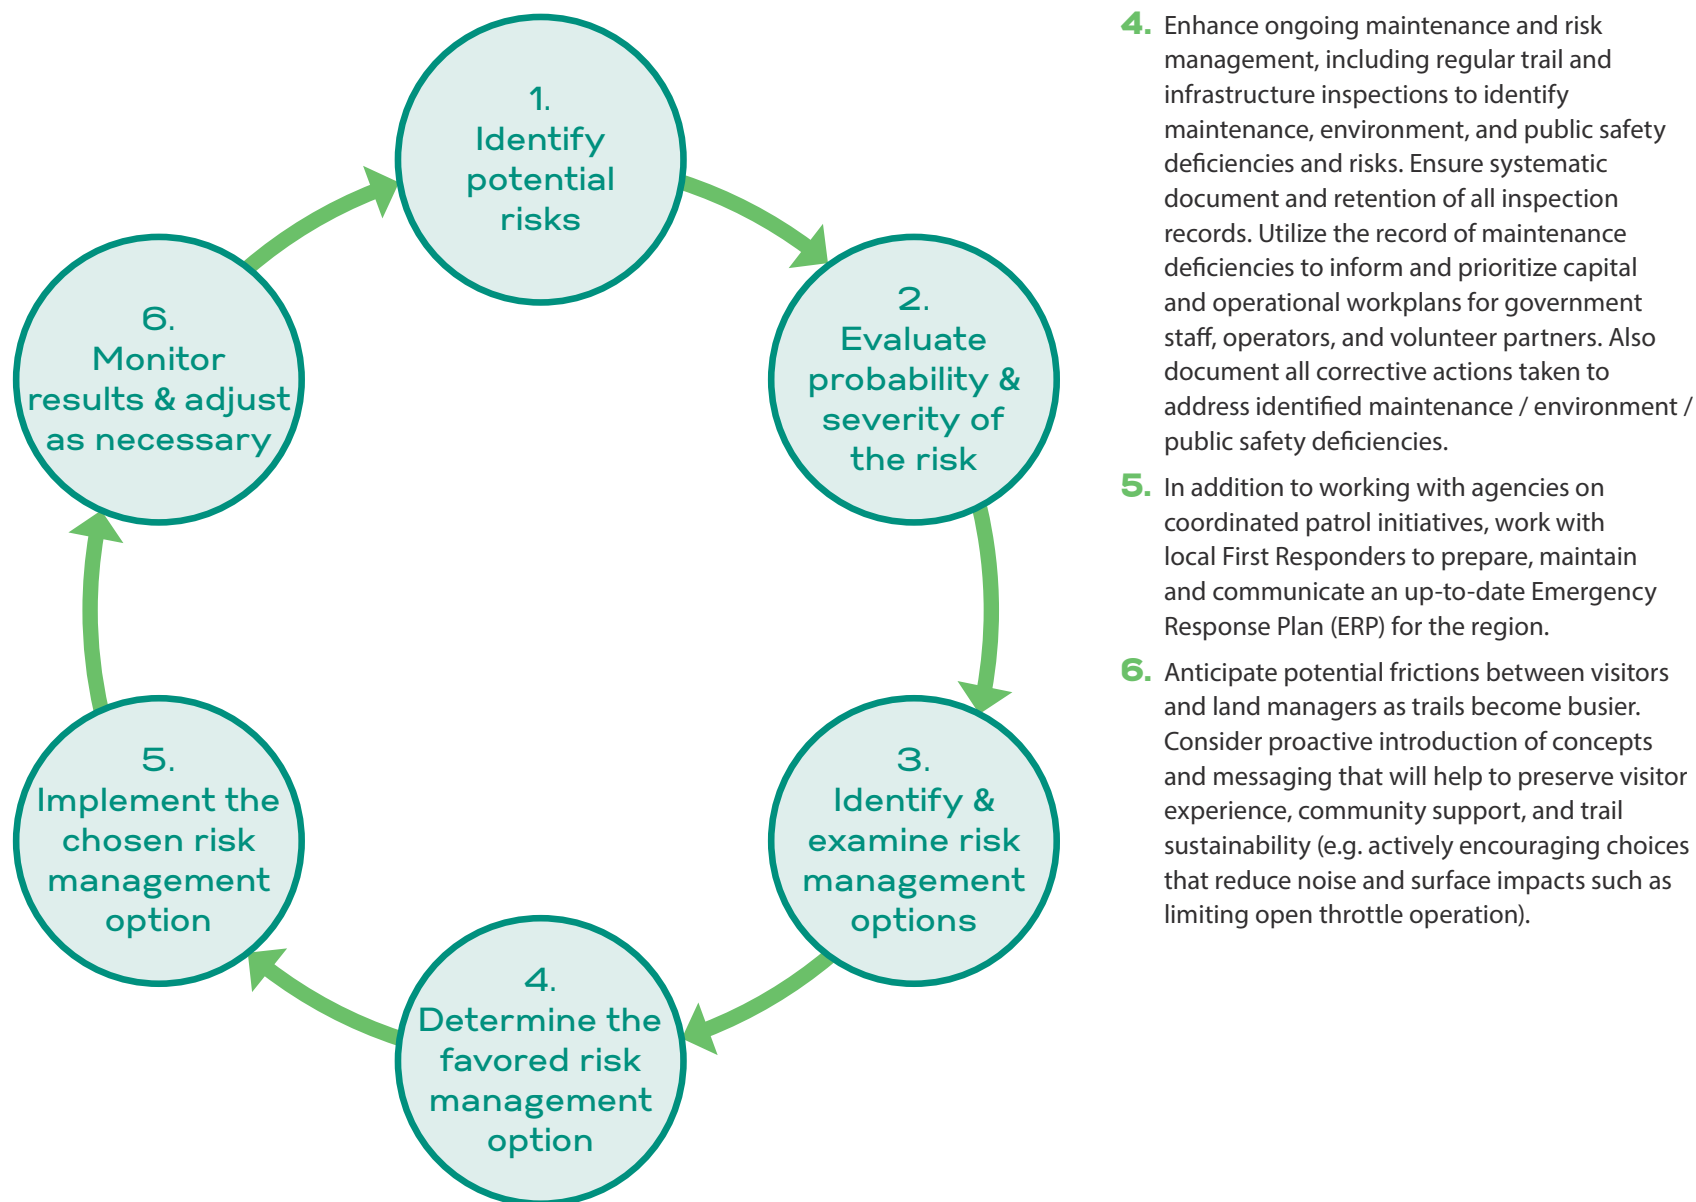 1.
Identify
potential
risks
2.
Evaluate
probability &
severity of
the risk
3.
Identify &
examine risk
management
options
4.
Determine the
favored risk
management
option
5.
Implement the
chosen risk
management
option
6.
Monitor
results & adjust
as necessary
4. Enhance ongoing maintenance and risk
management, including regular trail and
infrastructure inspections to identify
maintenance, environment, and public safety
deficiencies and risks. Ensure systematic
document and retention of all inspection
records. Utilize the record of maintenance
deficiencies to inform and prioritize capital
and operational workplans for government
staff, operators, and volunteer partners. Also
document all corrective actions taken to
address identified maintenance / environment /
public safety deficiencies.
5. In addition to working with agencies on
coordinated patrol initiatives, work with
local First Responders to prepare, maintain
and communicate an up-to-date Emergency
Response Plan (ERP) for the region.
6. Anticipate potential frictions between visitors
and land managers as trails become busier.
Consider proactive introduction of concepts
and messaging that will help to preserve visitor
experience, community support, and trail
sustainability (e.g. actively encouraging choices
that reduce noise and surface impacts such as
limiting open throttle operation).